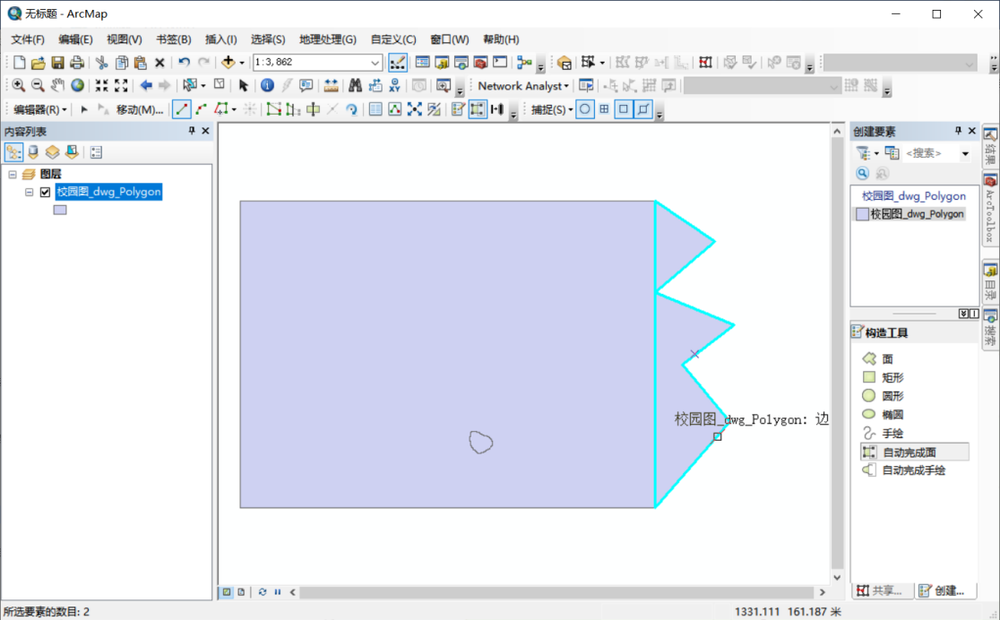 无标题 - ArcMap
文件(F) 编辑(E) 视图(V) 书签(B) 插入(I) 选择(S) 地理处理(G) 自定义(C) 窗口(W) 帮助(H)
1:3,862
Network Analyst
编辑器(R) 移动(M)... 捕捉(S)
内容列表
图层
校园图_dwg_Polygon
校园图_dwg_Polygon: 边
创建要素
<搜索>
校园图_dwg_Polygon
校园图_dwg_Polygon
构造工具
面
矩形
圆形
椭圆
手绘
自动完成面
自动完成手绘
共享... 创建...
结果
ArcToolbox
目录
搜索
所选要素的数目: 2
1331.111 161.187 米